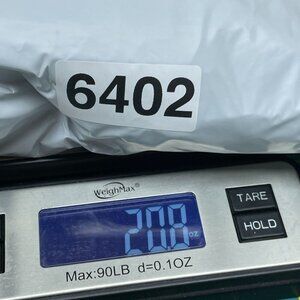 6402
WeighMax®
TARE
20.8 oz
HOLD
Max:90LB d=0.1OZ